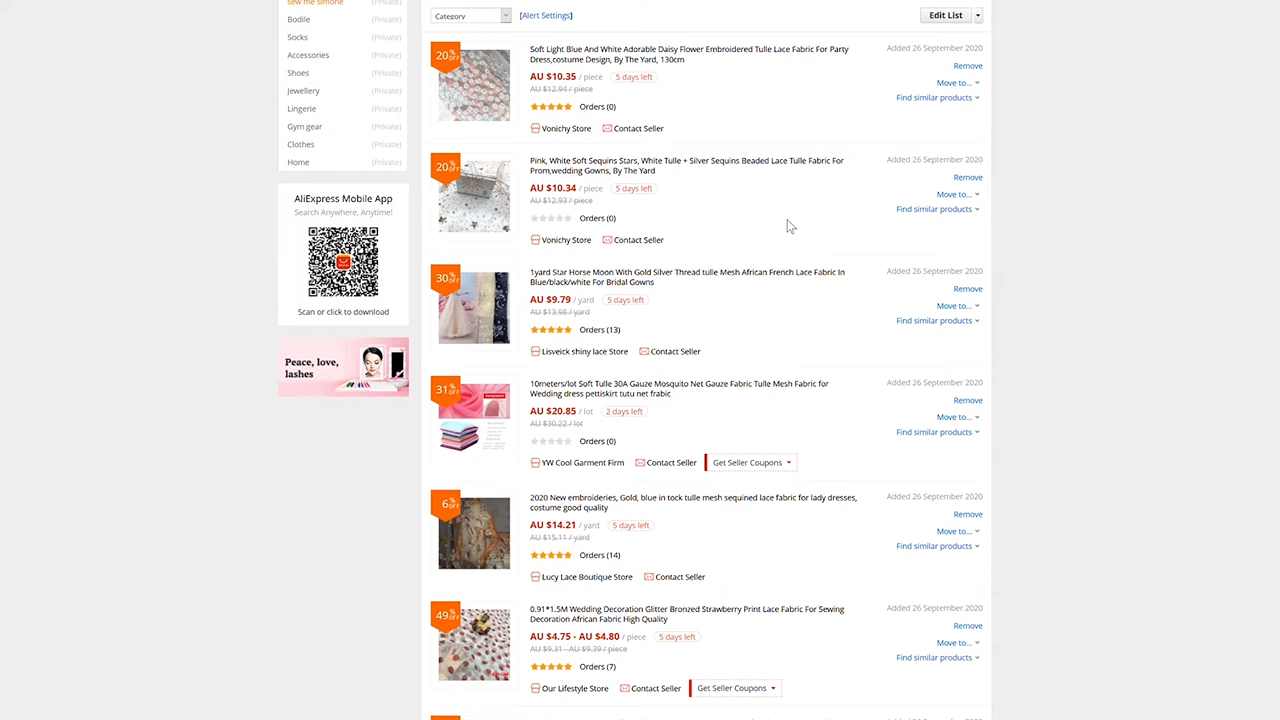 sew me simone
Bodile (Private)
Socks (Private)
Accessories (Private)
Shoes (Private)
Jewellery (Private)
Lingerie (Private)
Gym gear (Private)
Clothes (Private)
Home (Private)
AliExpress Mobile App
Search Anywhere, Anytime!
Scan or click to download
Peace, love,
lashes
Category [Alert Settings] Edit List
20% OFF
Soft Light Blue And White Adorable Daisy Flower Embroidered Tulle Lace Fabric For Party
Dress,costume Design, By The Yard, 130cm
AU $10.35 / piece 5 days left
AU $12.94 / piece
Orders (0)
Vonichy Store Contact Seller
Added 26 September 2020
Remove
Move to...
Find similar products
20% OFF
Pink, White Soft Sequins Stars, White Tulle + Silver Sequins Beaded Lace Tulle Fabric For
Prom,wedding Gowns, By The Yard
AU $10.34 / piece 5 days left
AU $12.93 / piece
Orders (0)
Vonichy Store Contact Seller
Added 26 September 2020
Remove
Move to...
Find similar products
30% OFF
1yard Star Horse Moon With Gold Silver Thread tulle Mesh African French Lace Fabric In
Blue/black/white For Bridal Gowns
AU $9.79 / yard 5 days left
AU $13.98 / yard
Orders (13)
Lisveick shiny lace Store Contact Seller
Added 26 September 2020
Remove
Move to...
Find similar products
31% OFF
10meters/lot Soft Tulle 30A Gauze Mosquito Net Gauze Fabric Tulle Mesh Fabric for
Wedding dress pettiskirt tutu net frabic
AU $20.85 / lot 2 days left
AU $30.22 / lot
Orders (0)
YW Cool Garment Firm Contact Seller Get Seller Coupons
Added 26 September 2020
Remove
Move to...
Find similar products
6% OFF
2020 New embroideries, Gold, blue in tock tulle mesh sequined lace fabric for lady dresses,
costume good quality
AU $14.21 / yard 5 days left
AU $15.11 / yard
Orders (14)
Lucy Lace Boutique Store Contact Seller
Added 26 September 2020
Remove
Move to...
Find similar products
49% OFF
0.91*1.5M Wedding Decoration Glitter Bronzed Strawberry Print Lace Fabric For Sewing
Decoration African Fabric High Quality
AU $4.75 - AU $4.80 / piece 5 days left
AU $9.31 - AU $9.39 / piece
Orders (7)
Our Lifestyle Store Contact Seller Get Seller Coupons
Added 26 September 2020
Remove
Move to...
Find similar products